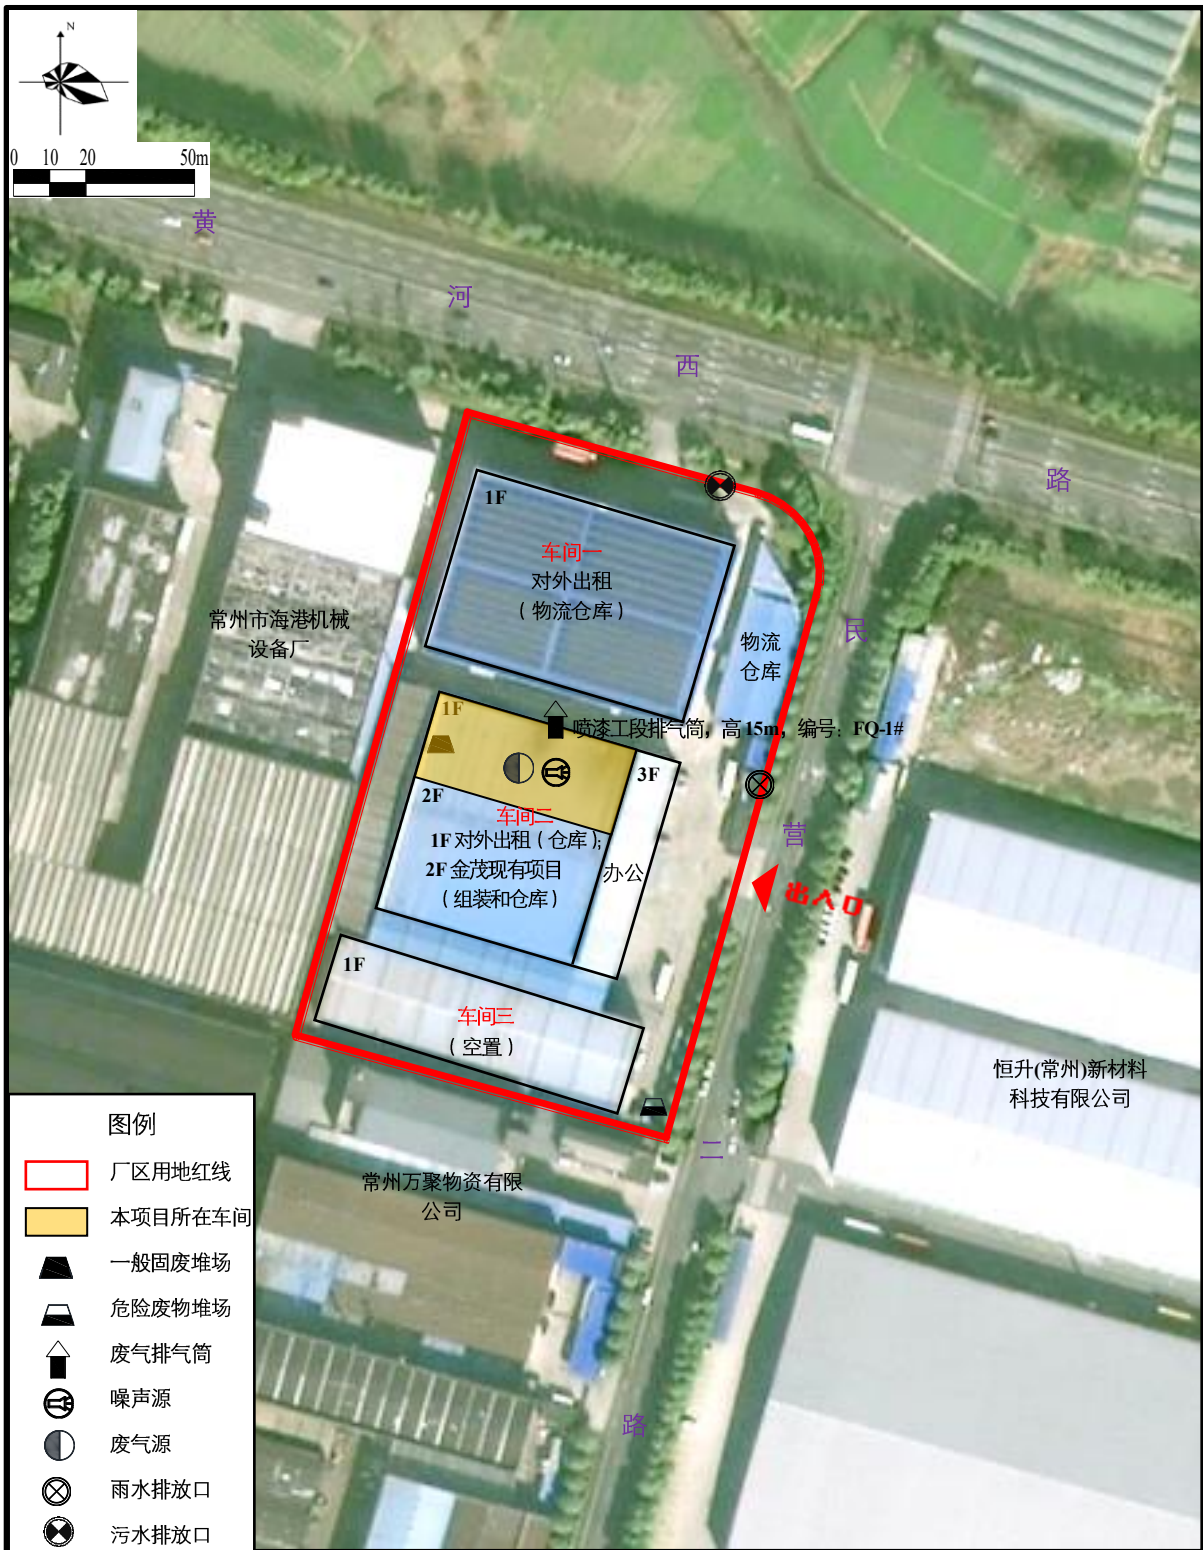 N
0 10 20 50m
黄
河
西
路
1F
车间一
对外出租
（物流仓库）
常州市海港机械
设备厂
物流
仓库
民
1F
喷漆工段排气筒，高15m，编号：FQ-1#
3F
2F
车间二
1F 对外出租（仓库）；
2F 金茂现有项目
（组装和仓库）
办公
营
出入口
1F
车间三
（空置）
恒升(常州)新材料
科技有限公司
二
常州万聚物资有限
公司
路
图例
厂区用地红线
本项目所在车间
一般固废堆场
危险废物堆场
废气排气筒
噪声源
废气源
雨水排放口
污水排放口